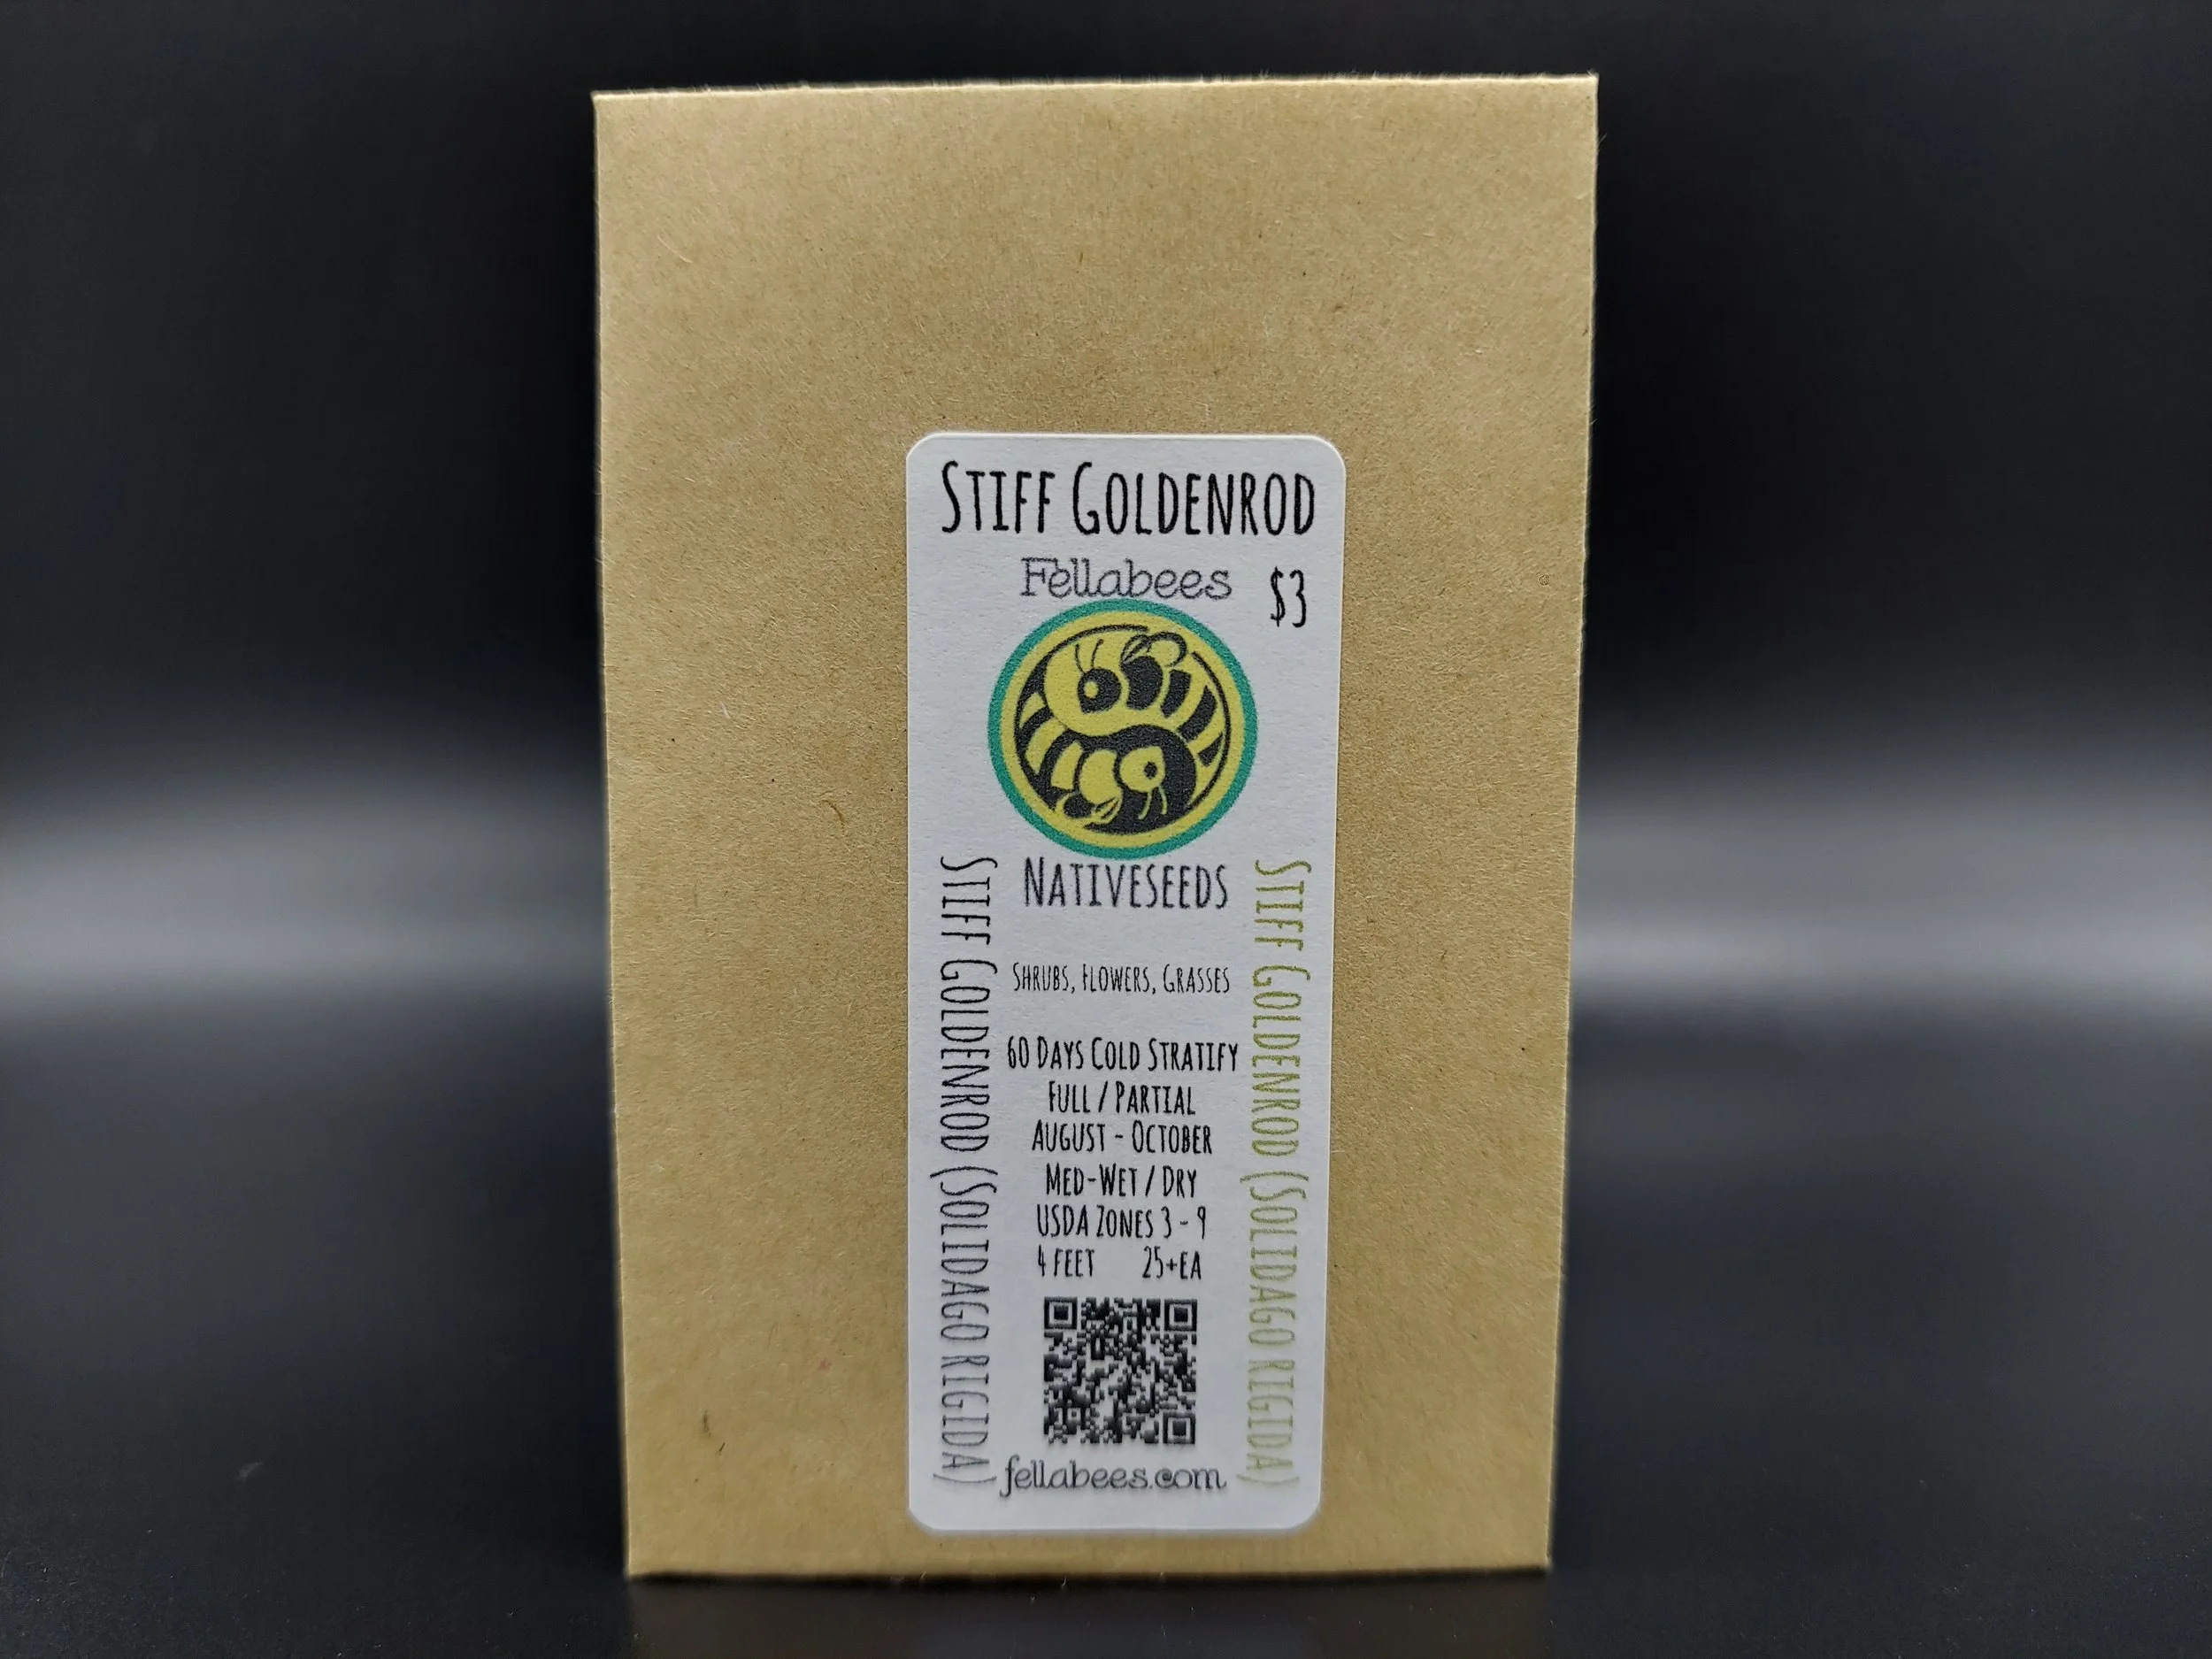 Stiff Goldenrod
Fellabees
$3
Nativeseeds
Shrubs, Flowers, Grasses
60 Days Cold Stratify
Full / Partial
August - October
Med-Wet / Dry
USDA Zones 3 - 9
4 feet 25+ea
fellabees.com
Stiff Goldenrod (Solidago rigida)
Stiff Goldenrod (Solidago rigida)